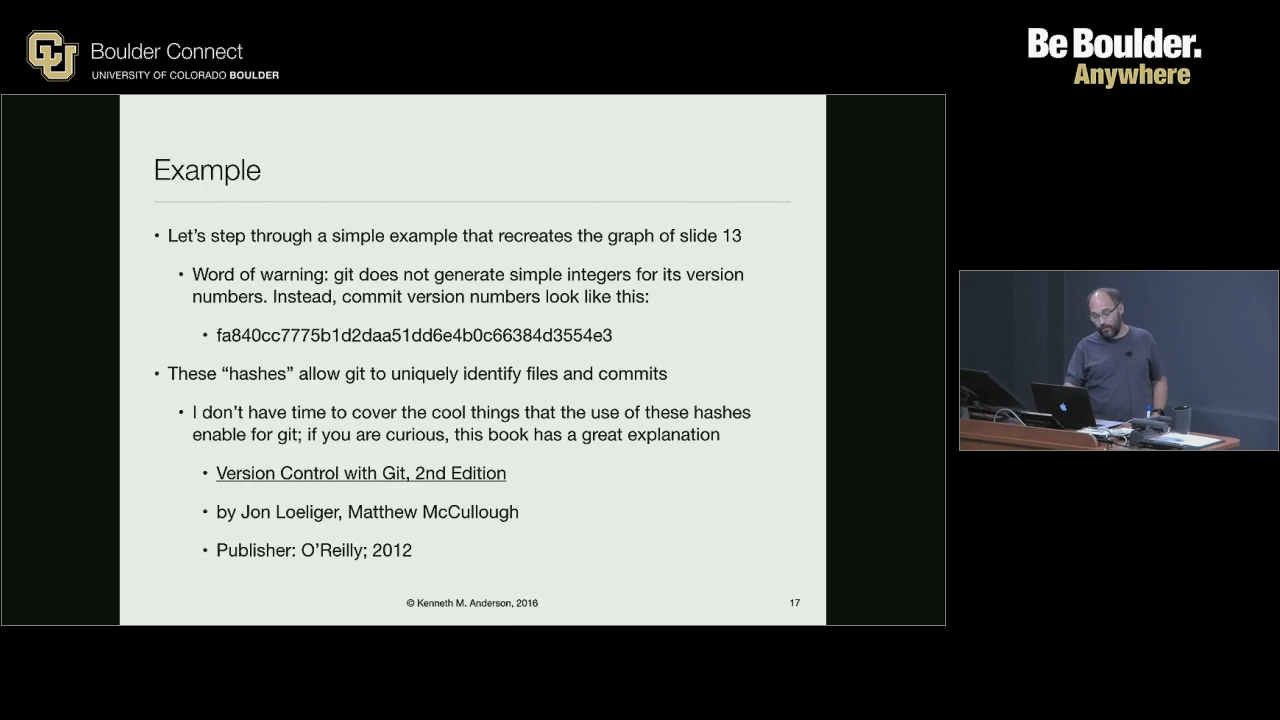 Boulder Connect
UNIVERSITY OF COLORADO BOULDER
Be Boulder.
Anywhere
Example
• Let's step through a simple example that recreates the graph of slide 13
• Word of warning: git does not generate simple integers for its version
numbers. Instead, commit version numbers look like this:
• fa840cc7775b1d2daa51dd6e4b0c66384d3554e3
• These “hashes” allow git to uniquely identify files and commits
• I don't have time to cover the cool things that the use of these hashes
enable for git; if you are curious, this book has a great explanation
• Version Control with Git, 2nd Edition
• by Jon Loeliger, Matthew McCullough
• Publisher: O'Reilly; 2012
© Kenneth M. Anderson, 2016
17